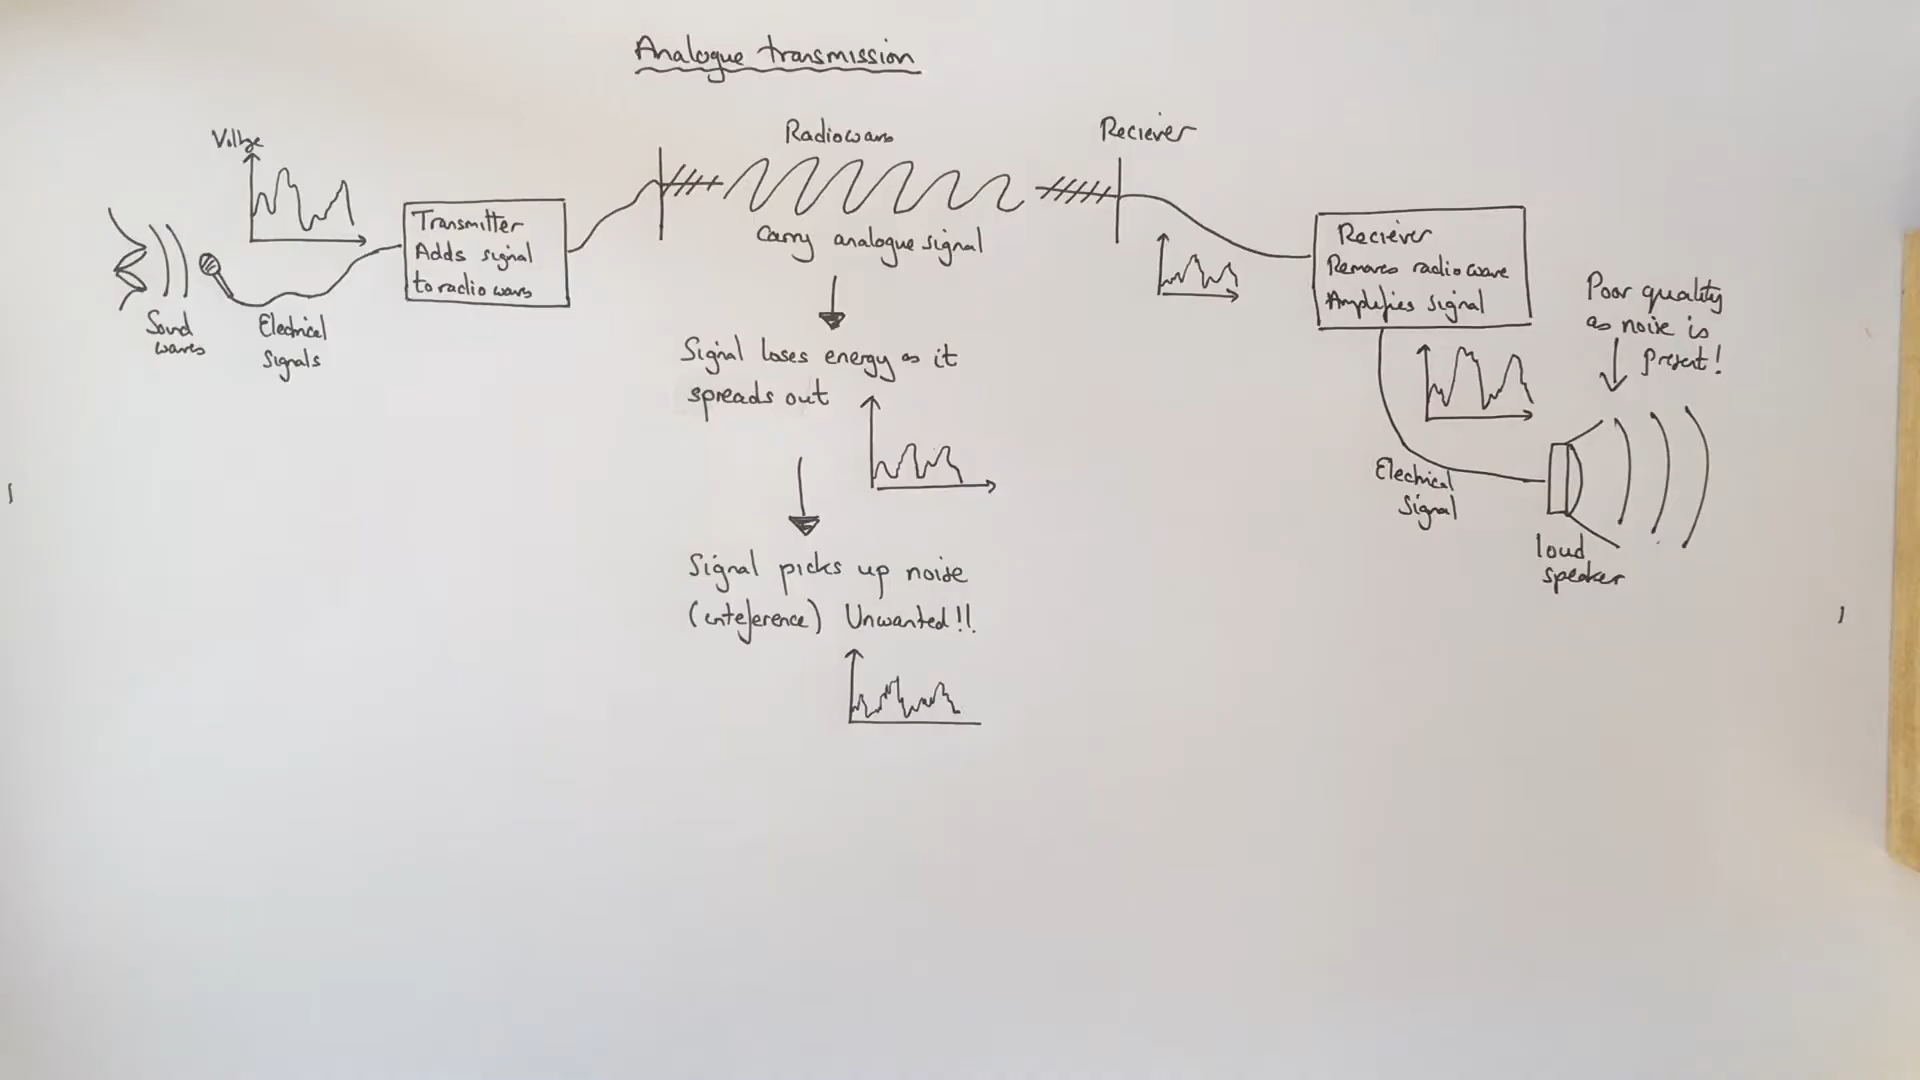 Analogue transmission
Voltge
Sound
waves
Electrical
signals
Transmitter
Adds signal
to radio waves
Radiowaves
Carry analogue signal
Signal loses energy as it
spreads out
Signal picks up noise
(inteference) Unwanted!!
Reciever
Reciever
Removes radio wave
Amplifies signal
Electrical
Signal
Poor quality
as noise is
present!
loud
speaker